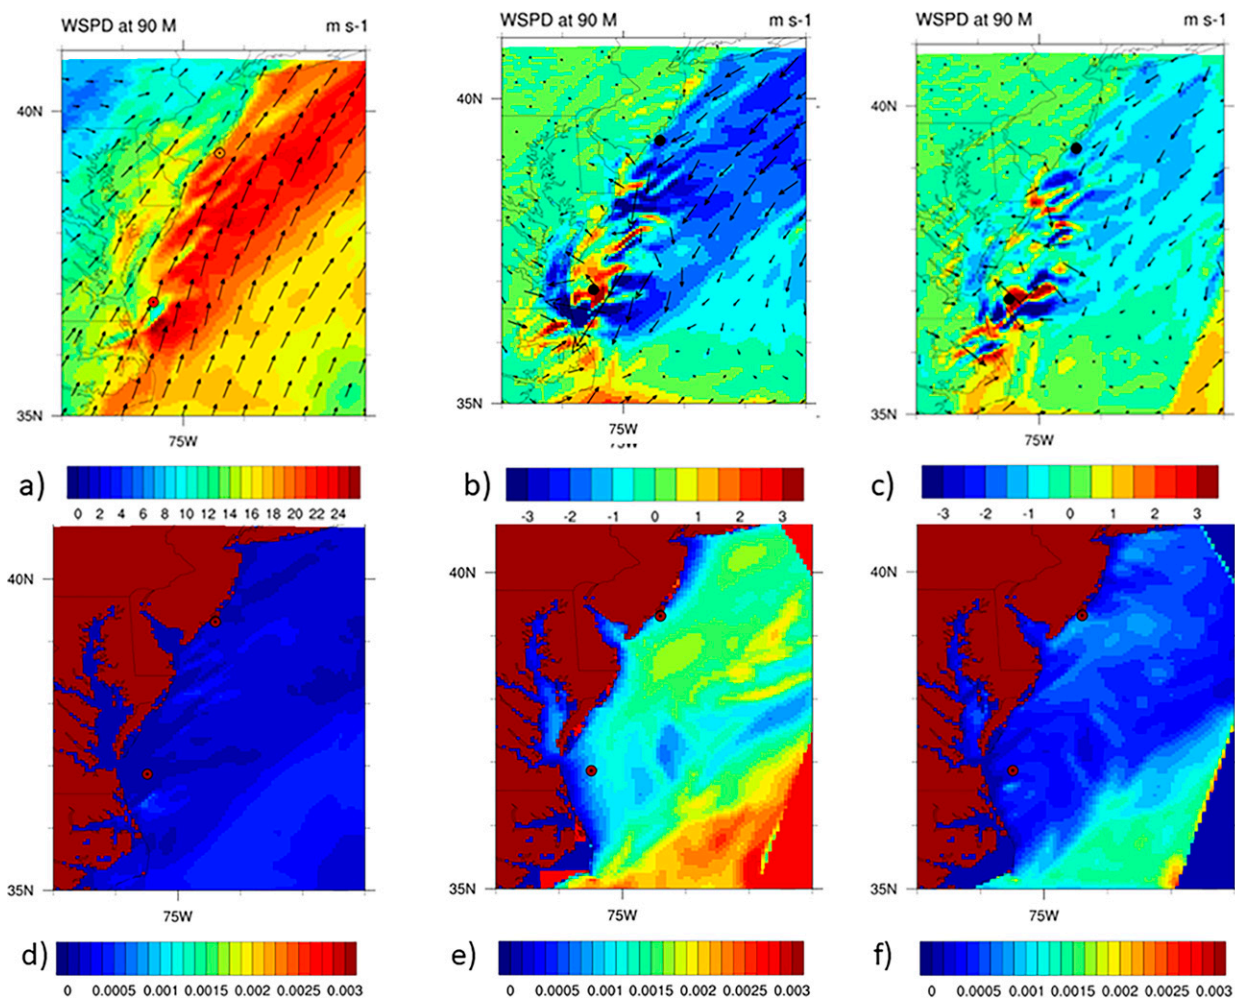 WSPD at 90 M m s-1
WSPD at 90 M m s-1
WSPD at 90 M m s-1
40N
35N
75W
40N
35N
75W
75W
40N
35N
75W
a)
0 2 4 6 8 10 12 14 16 18 20 22 24
b)
-3 -2 -1 0 1 2 3
c)
-3 -2 -1 0 1 2 3
40N
35N
75W
40N
35N
75W
40N
35N
75W
d)
0 0.0005 0.001 0.0015 0.002 0.0025 0.003
e)
0 0.0005 0.001 0.0015 0.002 0.0025 0.003
f)
0 0.0005 0.001 0.0015 0.002 0.0025 0.003